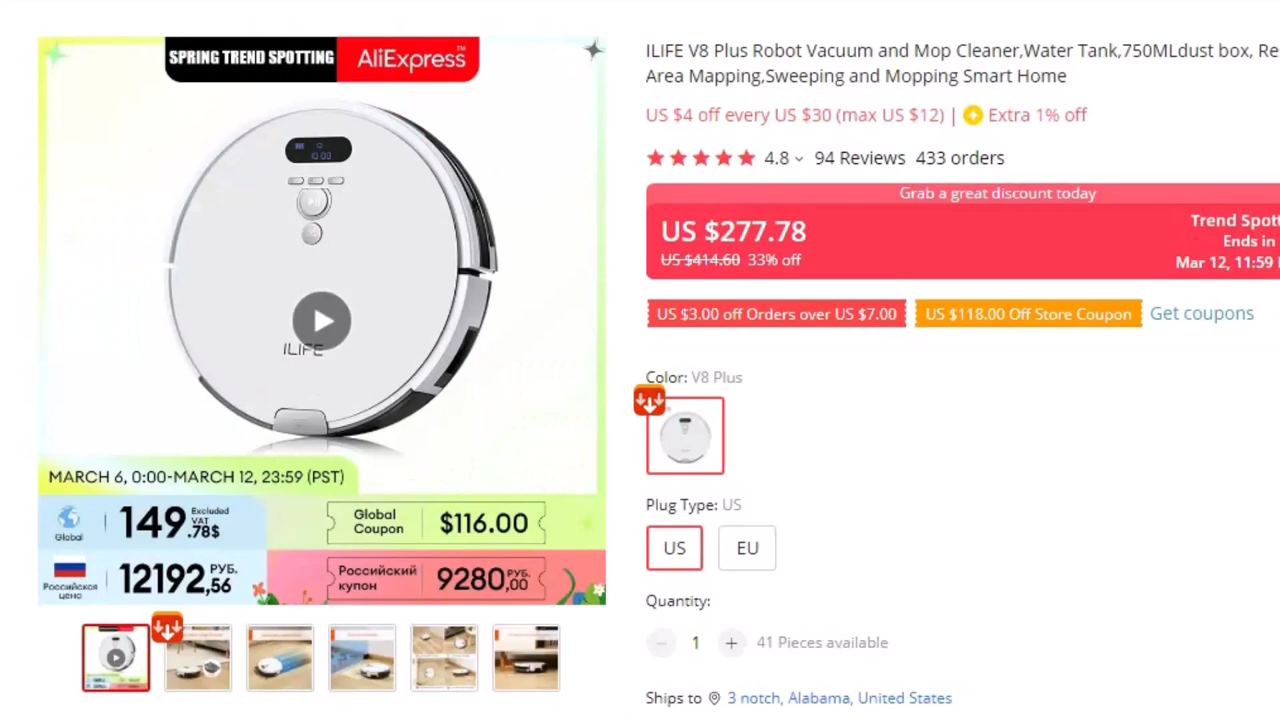 SPRING TREND SPOTTING
AliExpress™
10:00
ILIFE
MARCH 6, 0:00-MARCH 12, 23:59 (PST)
Global
149.78$
Excluded
VAT
Global
Coupon
$116.00
Российская
цена
12192,56 РУБ.
Российский
купон
9280,00 РУБ.
ILIFE V8 Plus Robot Vacuum and Mop Cleaner,Water Tank,750MLdust box, Re
Area Mapping,Sweeping and Mopping Smart Home
US $4 off every US $30 (max US $12) | Extra 1% off
4.8 94 Reviews 433 orders
Grab a great discount today
US $277.78
US $414.60 33% off
Trend Spott
Ends in
Mar 12, 11:59
US $3.00 off Orders over US $7.00 US $118.00 Off Store Coupon Get coupons
Color: V8 Plus
Plug Type: US
US EU
Quantity:
1 41 Pieces available
Ships to 3 notch, Alabama, United States